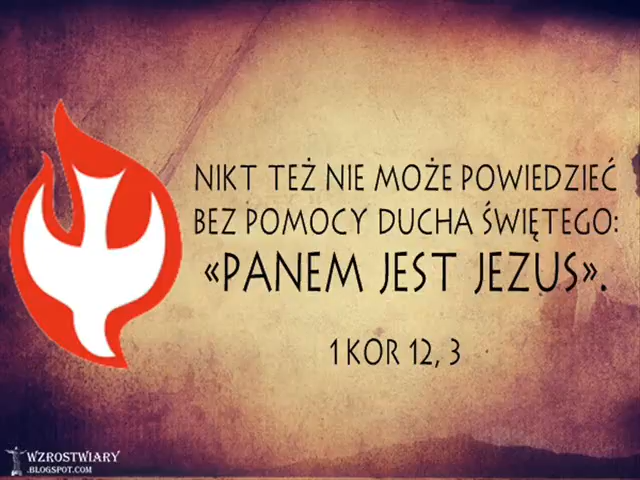 NIKT TEŻ NIE MOŻE POWIEDZIEĆ
BEZ POMOCY DUCHA ŚWIĘTEGO:
«PANEM JEST JEZUS».
1 KOR 12, 3
WZROSTWIARY
.BLOGSPOT.COM